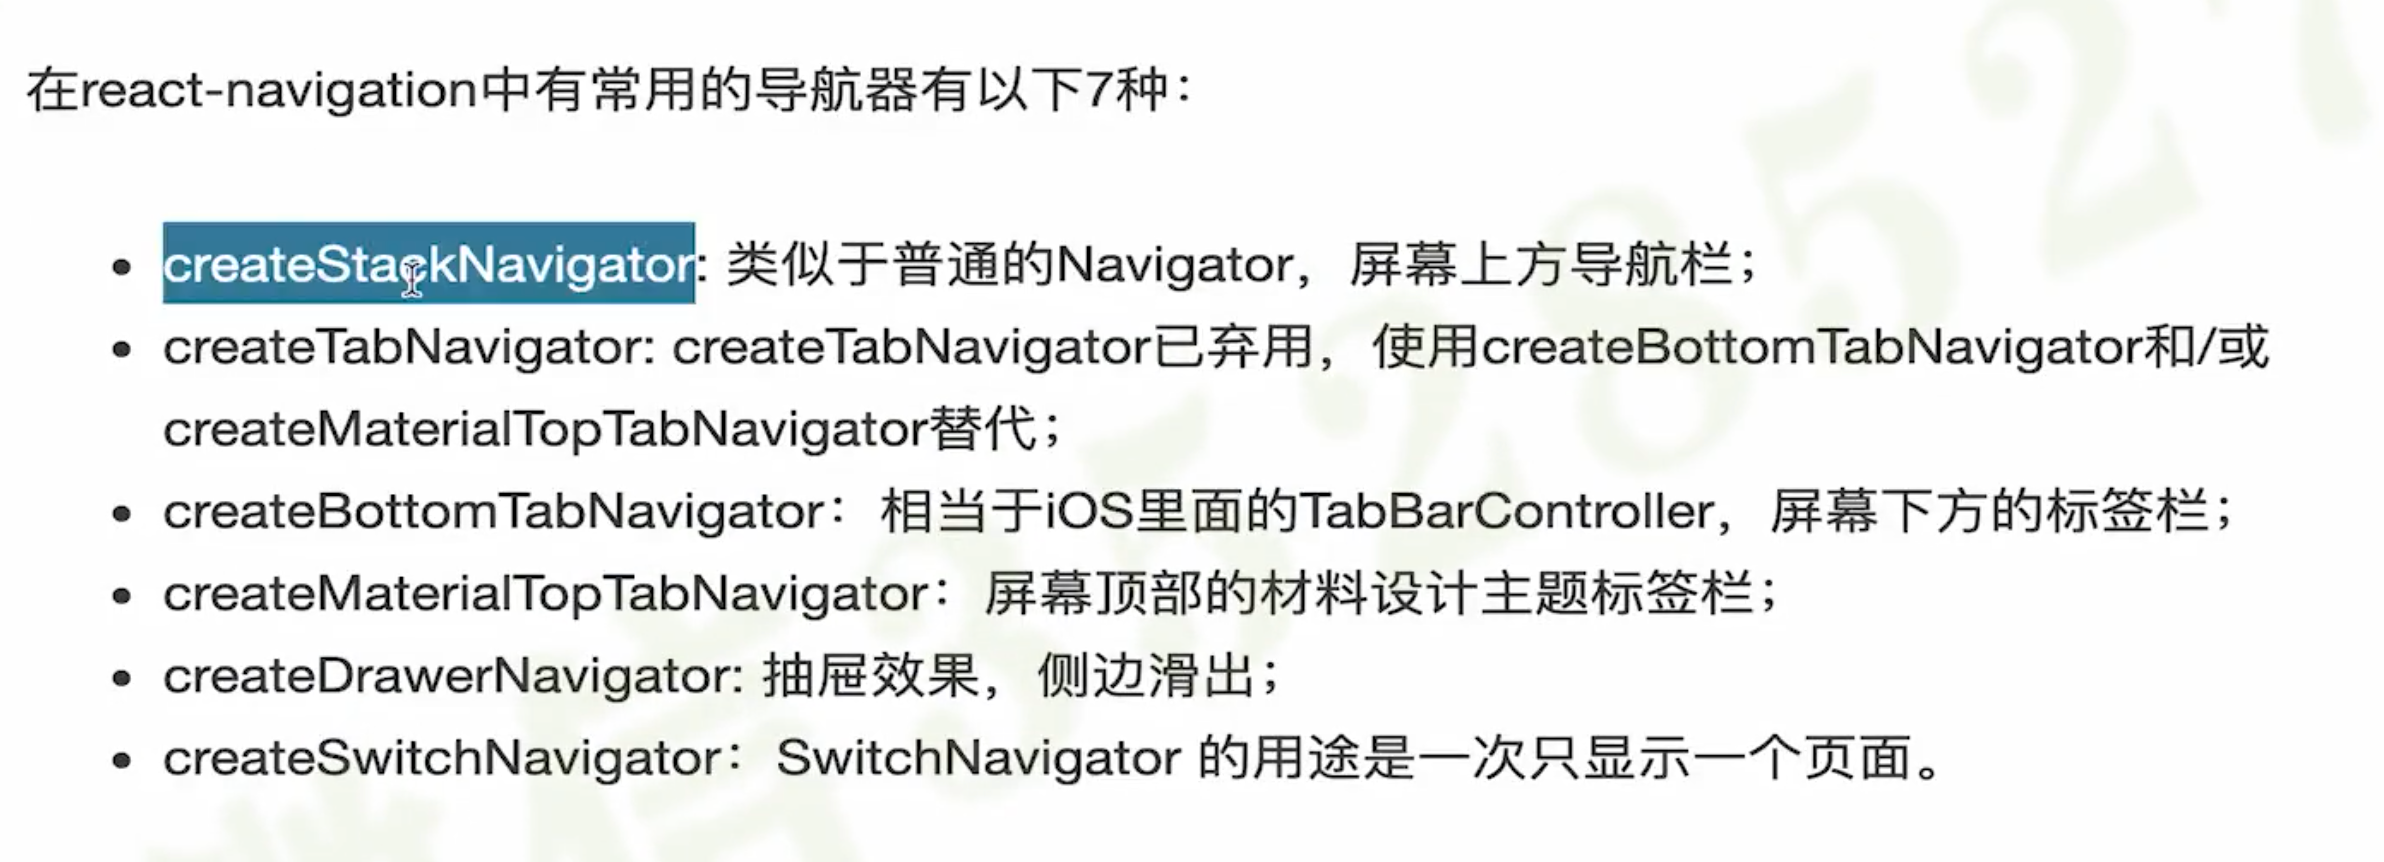 在react-navigation中有常用的导航器有以下7种：
createStackNavigator: 类似于普通的Navigator，屏幕上方导航栏；
createTabNavigator: createTabNavigator已弃用，使用createBottomTabNavigator和/或
createMaterialTopTabNavigator替代；
createBottomTabNavigator：相当于iOS里面的TabBarController，屏幕下方的标签栏；
createMaterialTopTabNavigator：屏幕顶部的材料设计主题标签栏；
createDrawerNavigator: 抽屉效果，侧边滑出；
createSwitchNavigator：SwitchNavigator 的用途是一次只显示一个页面。